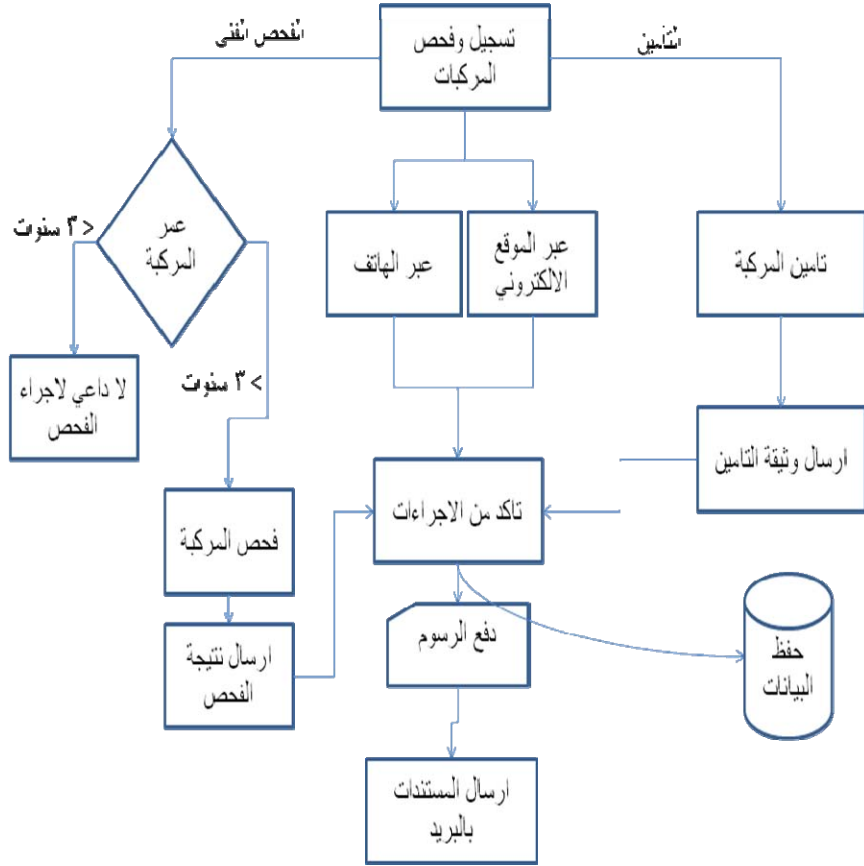 تسجيل وفحص
المركبات
التأمين
الفحص الفنى
عمر
المركبة
< ٣ سنوات
> ٣ سنوات
لا داعي لاجراء
الفحص
عبر الموقع
الالكتروني
عبر الهاتف
تامين المركبة
ارسال وثيقة التامين
تاكد من الاجراءات
فحص المركبة
ارسال نتيجة
الفحص
دفع الرسوم
حفظ
البيانات
ارسال المستندات
بالبريد